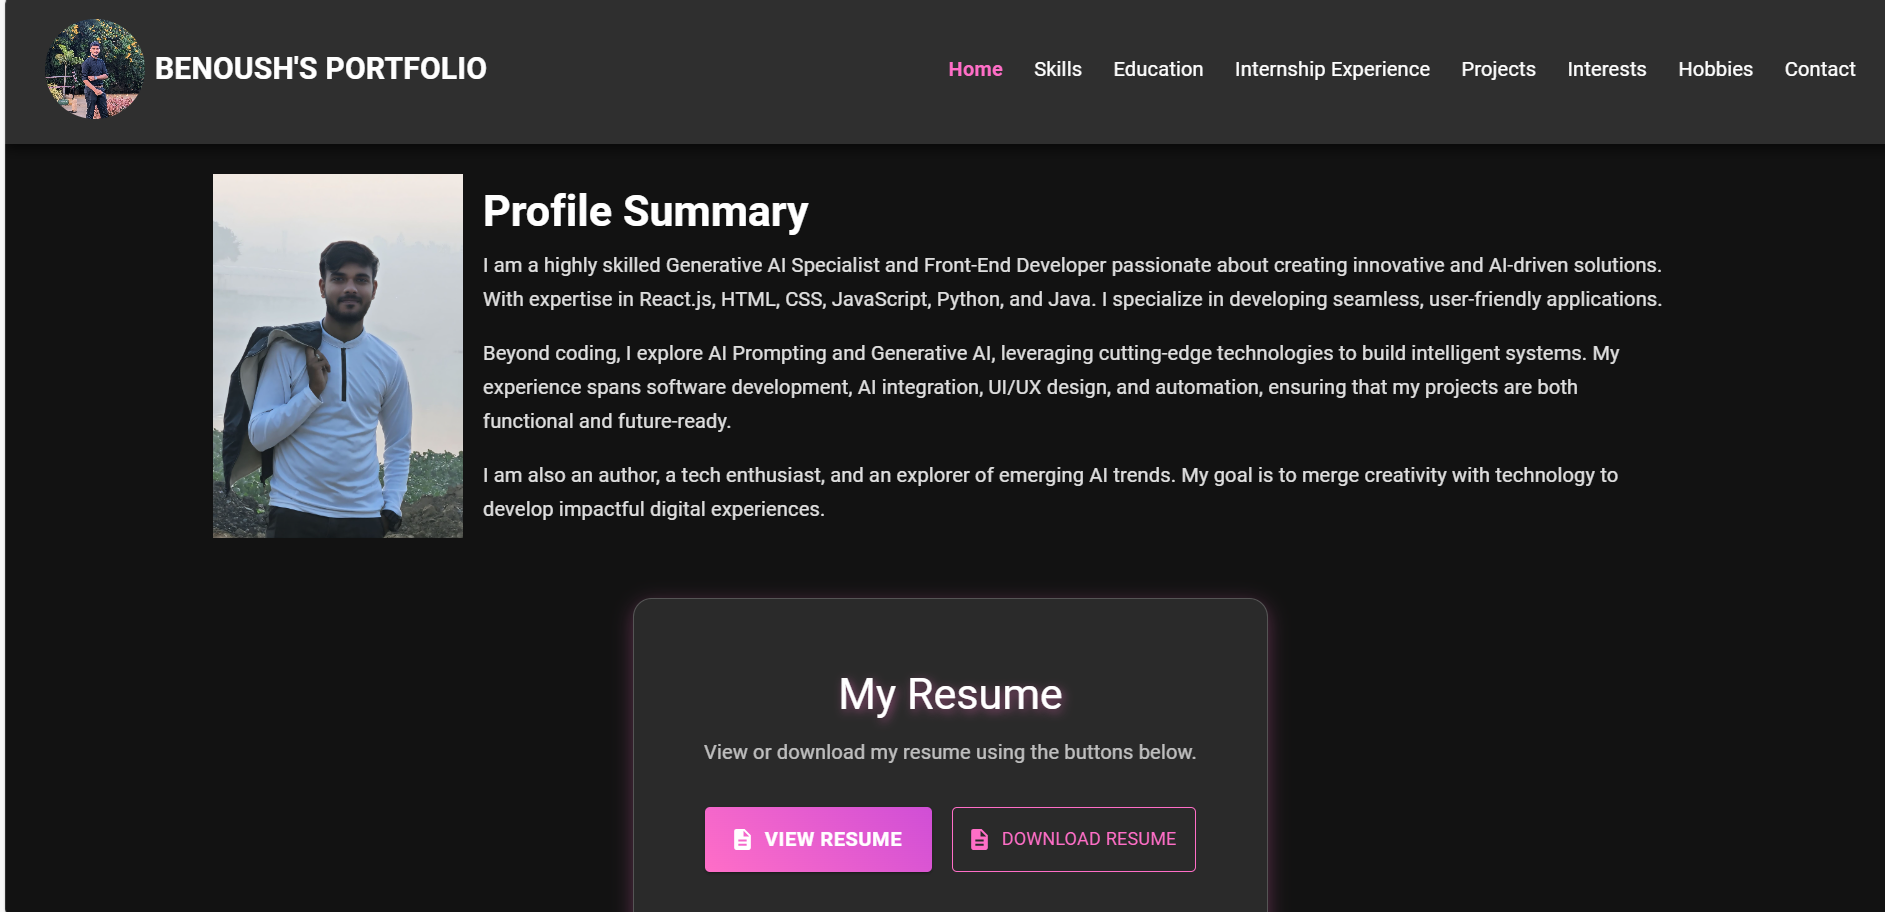 BENOUSH'S PORTFOLIO
Home Skills Education Internship Experience Projects Interests Hobbies Contact
Profile Summary
I am a highly skilled Generative AI Specialist and Front-End Developer passionate about creating innovative and AI-driven solutions.
With expertise in React.js, HTML, CSS, JavaScript, Python, and Java. I specialize in developing seamless, user-friendly applications.
Beyond coding, I explore AI Prompting and Generative AI, leveraging cutting-edge technologies to build intelligent systems. My
experience spans software development, AI integration, UI/UX design, and automation, ensuring that my projects are both
functional and future-ready.
I am also an author, a tech enthusiast, and an explorer of emerging AI trends. My goal is to merge creativity with technology to
develop impactful digital experiences.
My Resume
View or download my resume using the buttons below.
VIEW RESUME DOWNLOAD RESUME